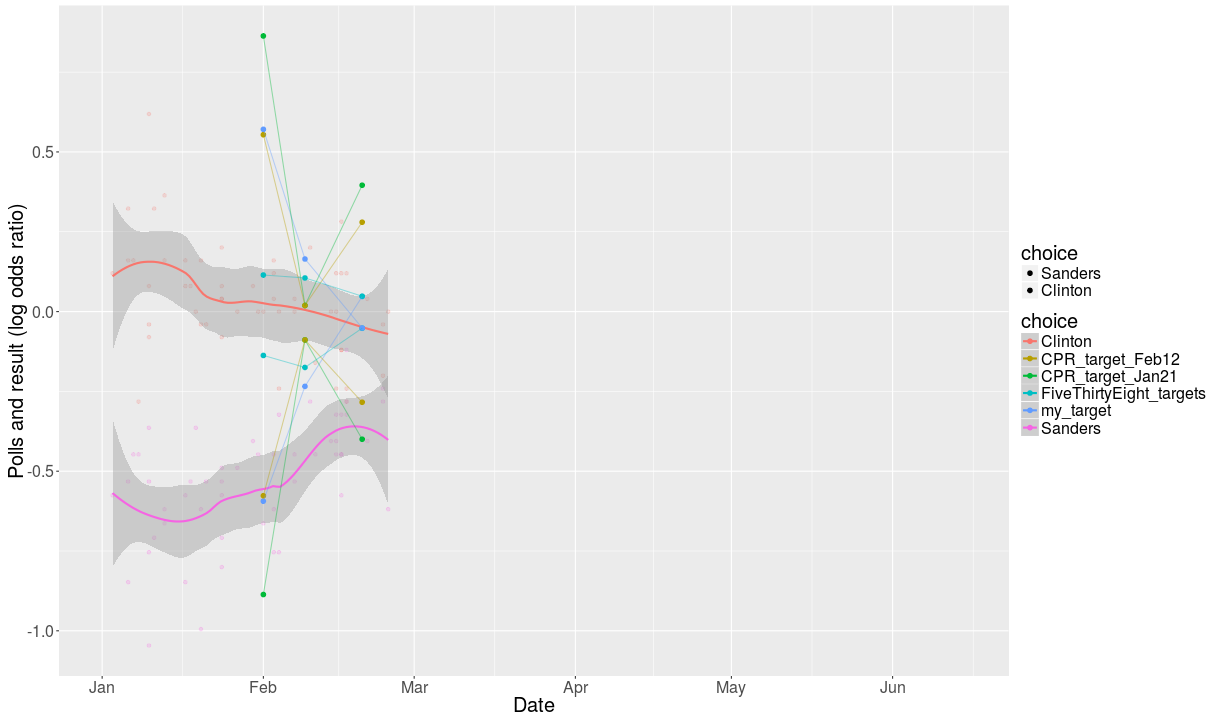 Polls and result (log odds ratio)
0.5
0.0
-0.5
-1.0
Jan Feb Mar Apr May Jun
Date
choice
Sanders
Clinton
choice
Clinton
CPR_target_Feb12
CPR_target_Jan21
FiveThirtyEight_targets
my_target
Sanders